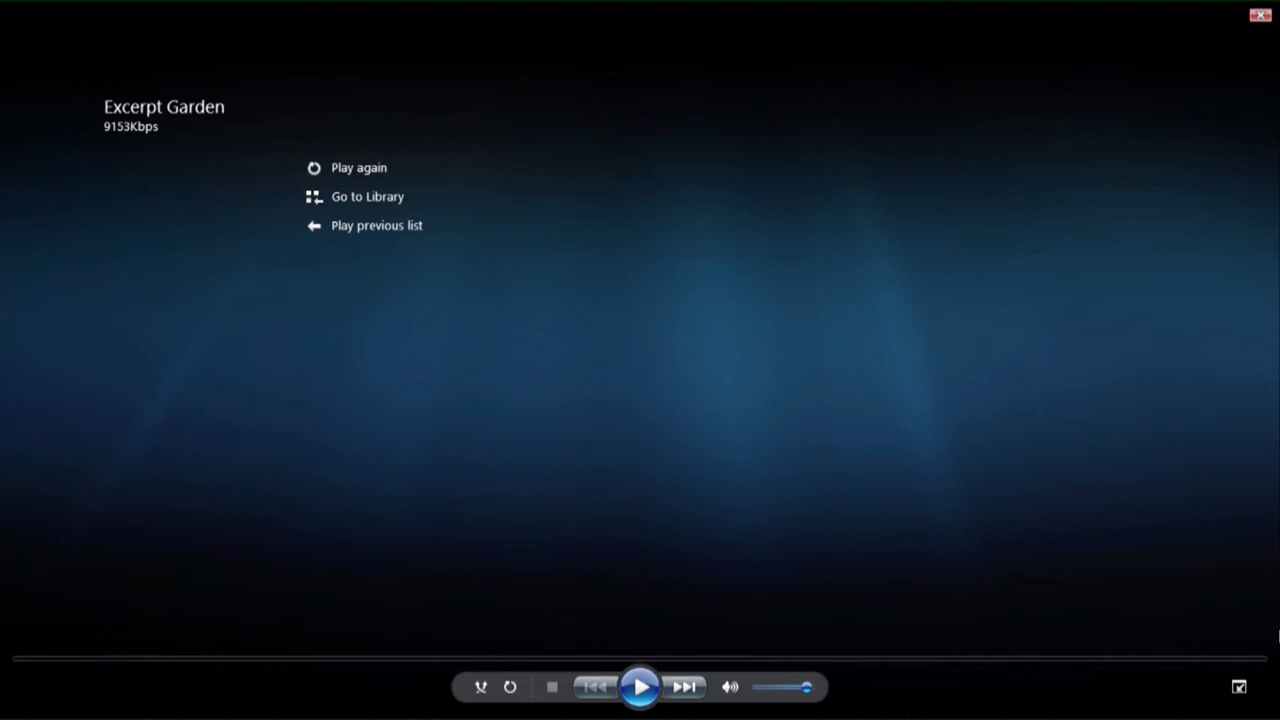 Excerpt Garden
9153Kbps
Play again
Go to Library
Play previous list